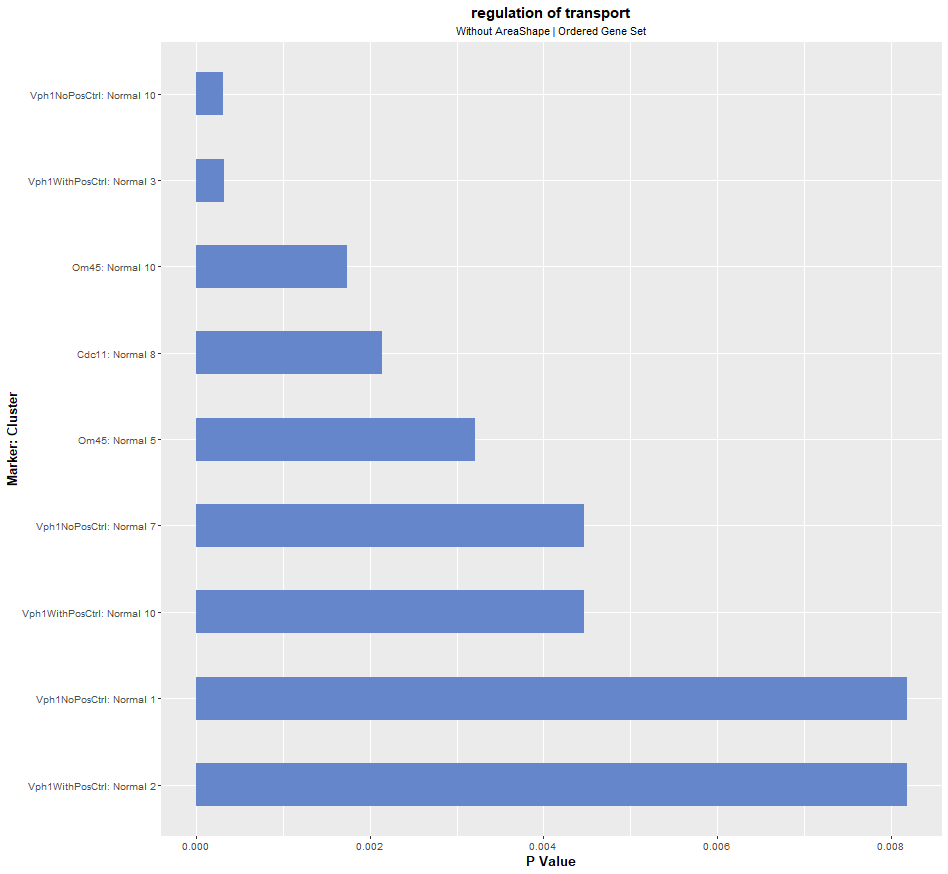 regulation of transport
Without AreaShape | Ordered Gene Set
Marker: Cluster
Vph1NoPosCtrl: Normal 10
Vph1WithPosCtrl: Normal 3
Om45: Normal 10
Cdc11: Normal 8
Om45: Normal 5
Vph1NoPosCtrl: Normal 7
Vph1WithPosCtrl: Normal 10
Vph1NoPosCtrl: Normal 1
Vph1WithPosCtrl: Normal 2
0.000 0.002 0.004 0.006 0.008
P Value